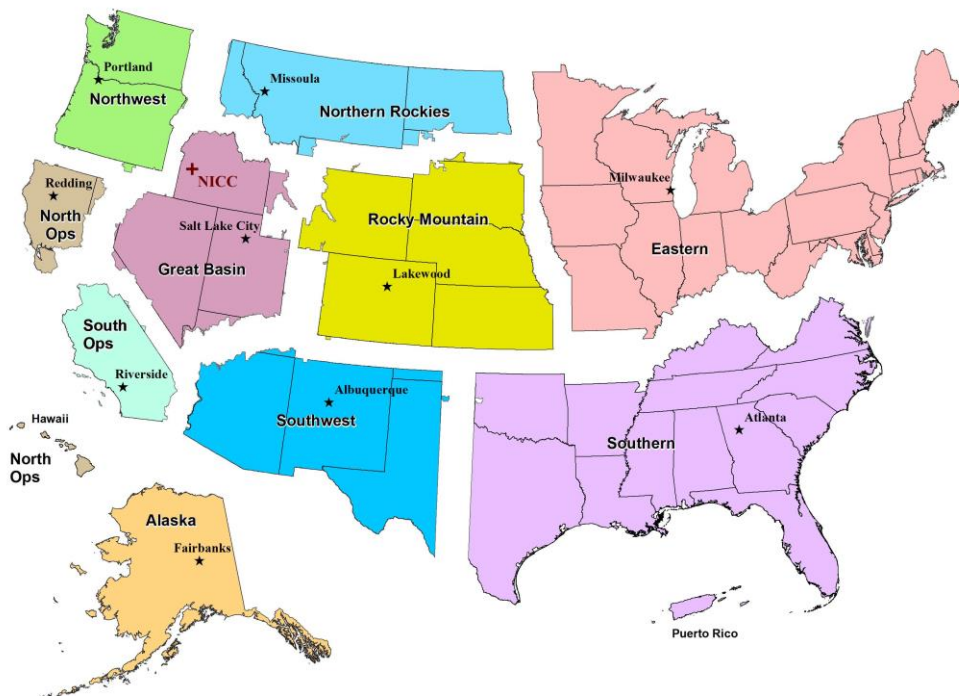 Portland
Northwest
Missoula
Northern Rockies
NICC
Redding
North
Ops
Salt Lake City
Great Basin
Rocky Mountain
Lakewood
Milwaukee
Eastern
South
Ops
Riverside
Albuquerque
Southwest
Atlanta
Southern
Hawaii
North
Ops
Alaska
Fairbanks
Puerto Rico